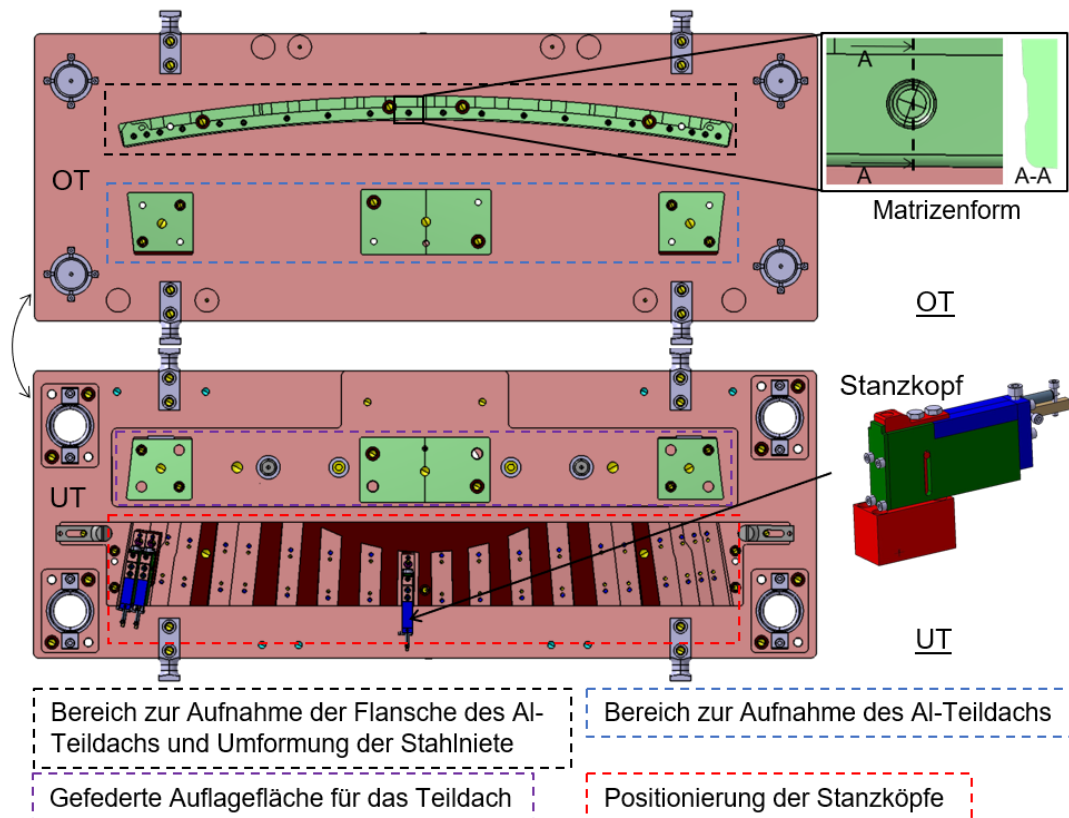 OT
A
A
A-A
Matrizenform
OT
Stanzkopf
UT
UT
Bereich zur Aufnahme der Flansche des Al-
Teildachs und Umformung der Stahlniete
Bereich zur Aufnahme des Al-Teildachs
Gefederte Auflagefläche für das Teildach
Positionierung der Stanzköpfe